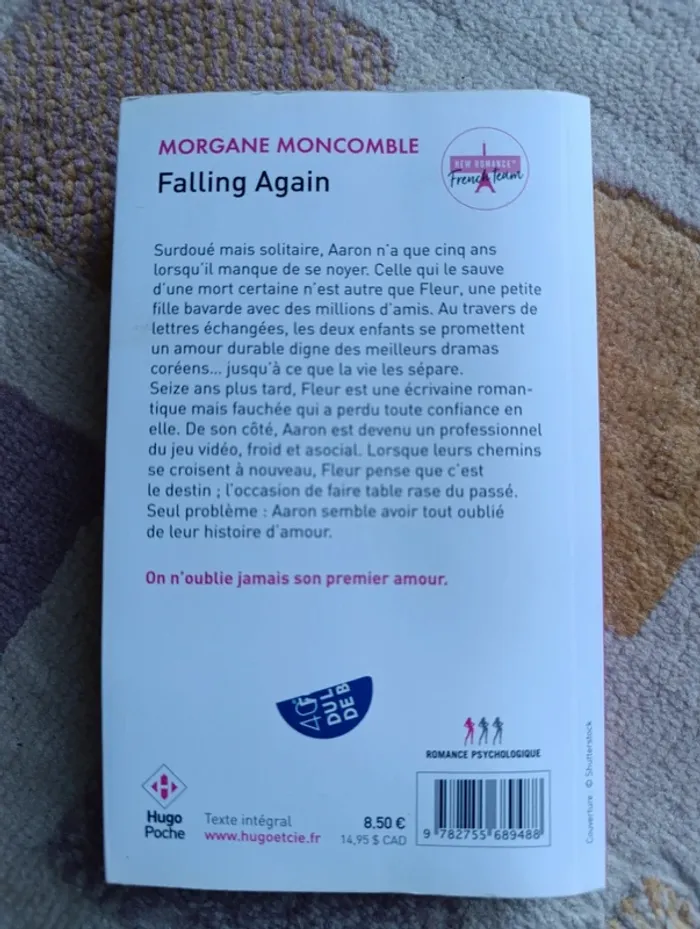 MORGANE MONCOMBLE
Falling Again
NEW ROMANCE
French Team
Surdoué mais solitaire, Aaron n'a que cinq ans
lorsqu'il manque de se noyer. Celle qui le sauve
d'une mort certaine n'est autre que Fleur, une petite
fille bavarde avec des millions d'amis. Au travers de
lettres échangées, les deux enfants se promettent
un amour durable digne des meilleurs dramas
coréens... jusqu'à ce que la vie les sépare.
Seize ans plus tard, Fleur est une écrivaine roman-
tique mais fauchée qui a perdu toute confiance en
elle. De son côté, Aaron est devenu un professionnel
du jeu vidéo, froid et asocial. Lorsque leurs chemins
se croisent à nouveau, Fleur pense que c'est
le destin ; l'occasion de faire table rase du passé.
Seul problème : Aaron semble avoir tout oublié
de leur histoire d'amour.
On n'oublie jamais son premier amour.
DUL
DE B
ROMANCE PSYCHOLOGIQUE
Hugo
Poche
Texte intégral
www.hugoetcie.fr
8.50 €
14,95 $ CAD
9 782755 689488
Couverture © Shutterstock